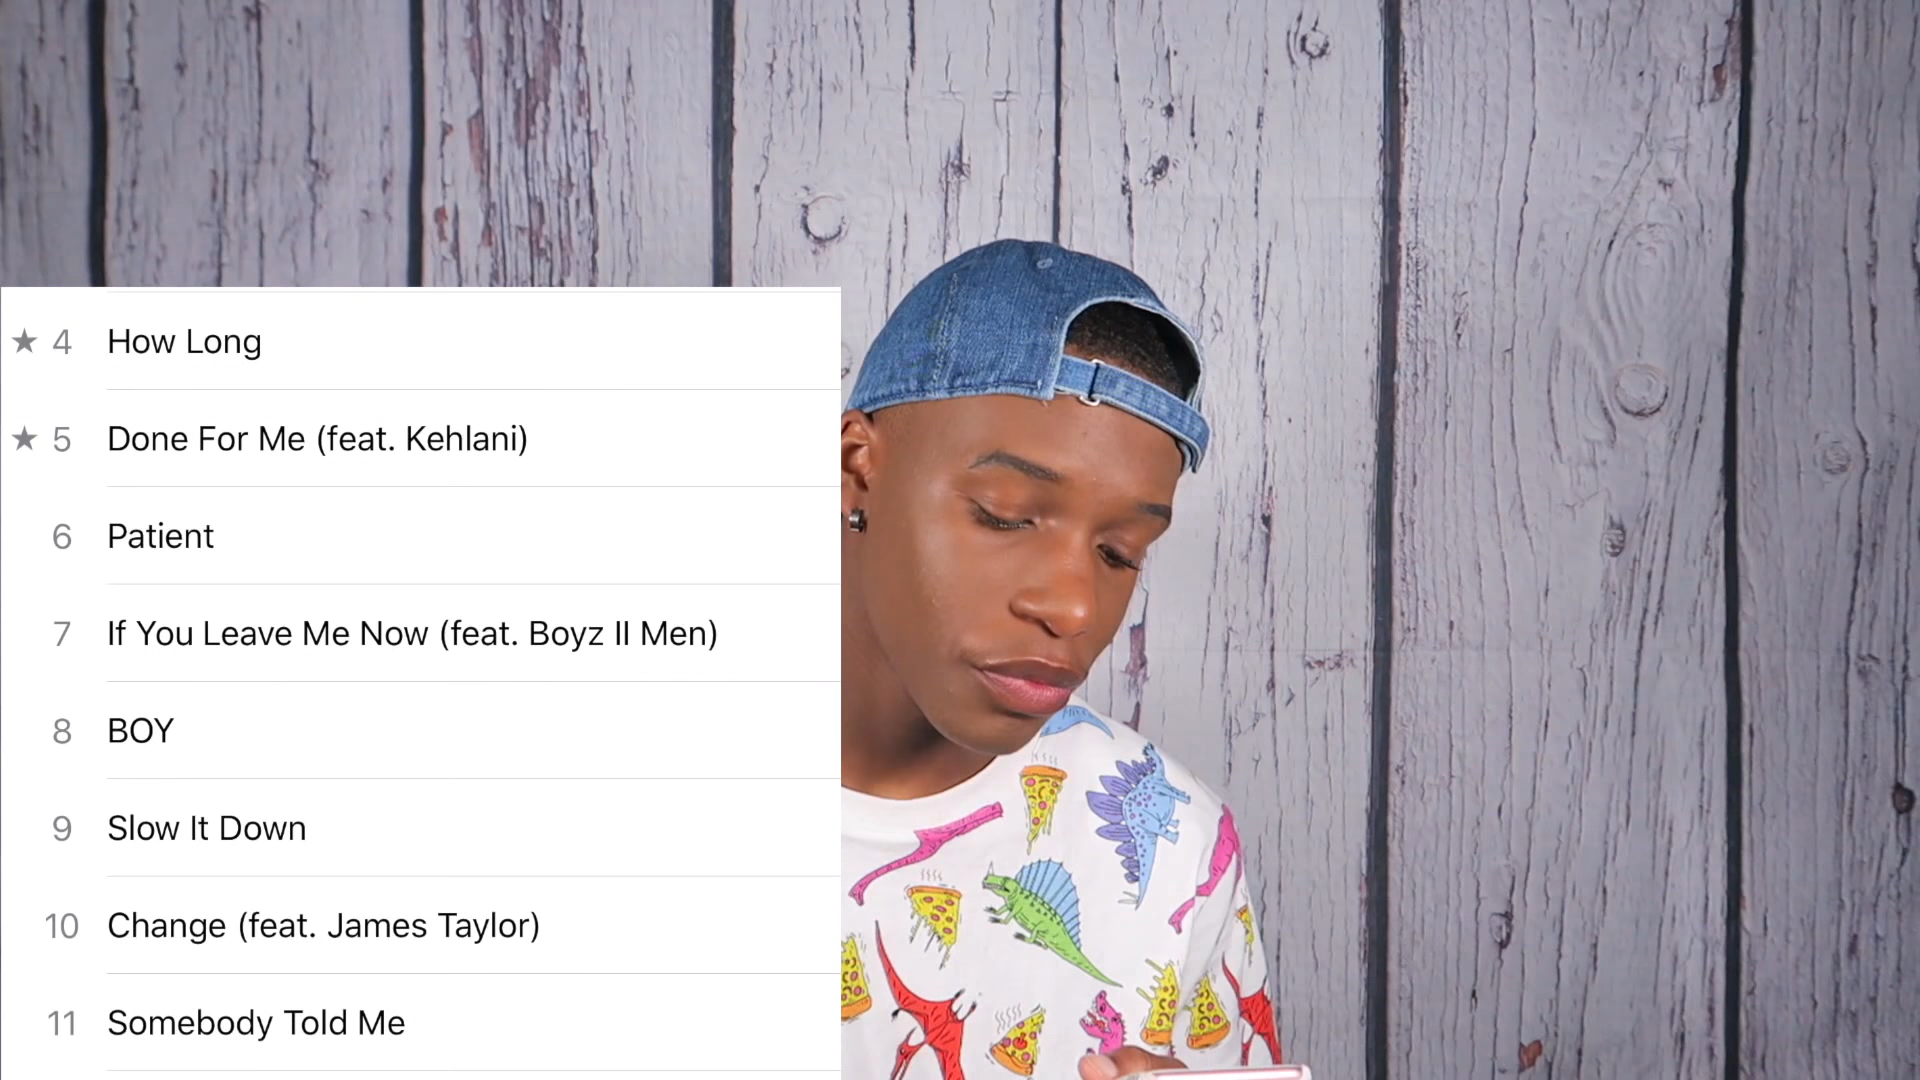 ★ 4 How Long
★ 5 Done For Me (feat. Kehlani)
6 Patient
7 If You Leave Me Now (feat. Boyz II Men)
8 BOY
9 Slow It Down
10 Change (feat. James Taylor)
11 Somebody Told Me